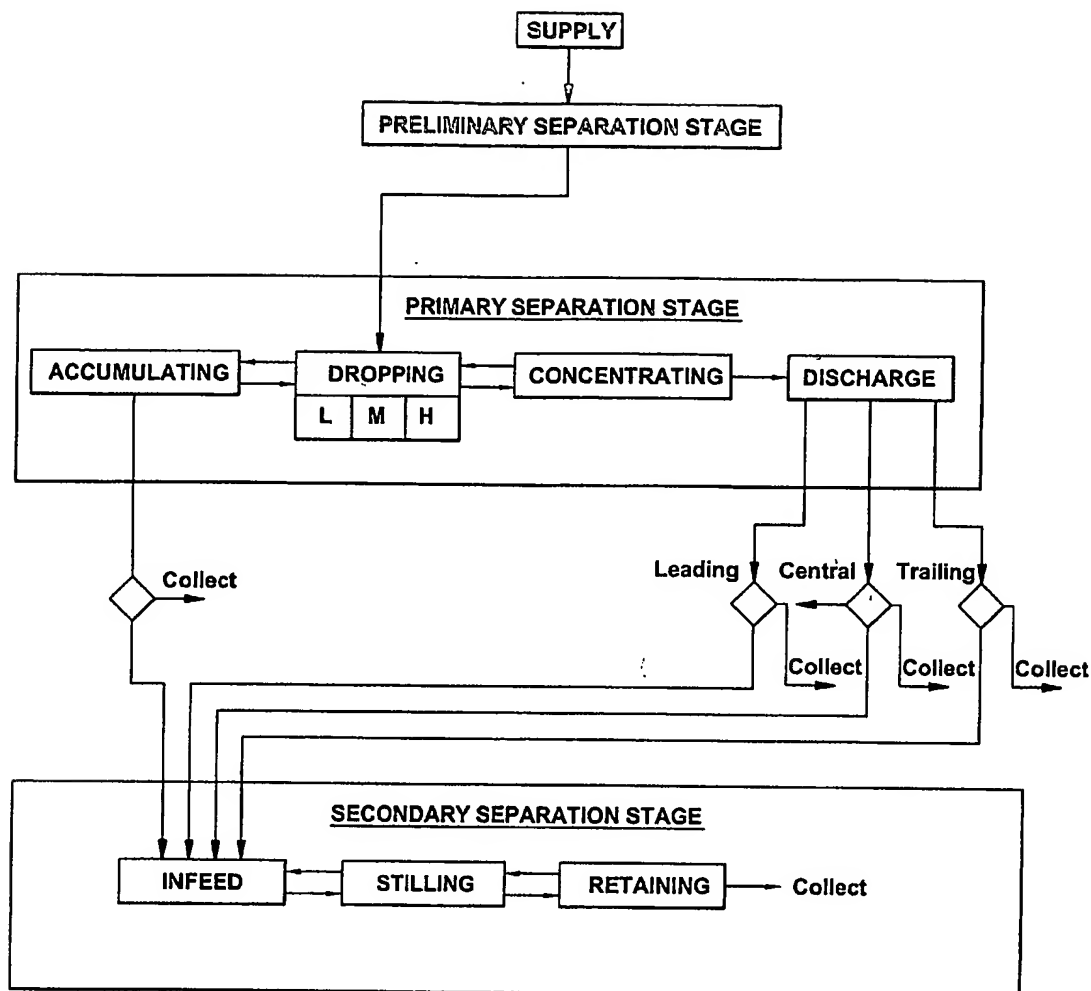 SUPPLY
PRELIMINARY SEPARATION STAGE
PRIMARY SEPARATION STAGE
ACCUMULATING
DROPPING
CONCENTRATING
DISCHARGE
L
M
H
Leading
Central
Trailing
Collect
Collect
Collect
Collect
SECONDARY SEPARATION STAGE
INFEED
STILLING
RETAINING
Collect